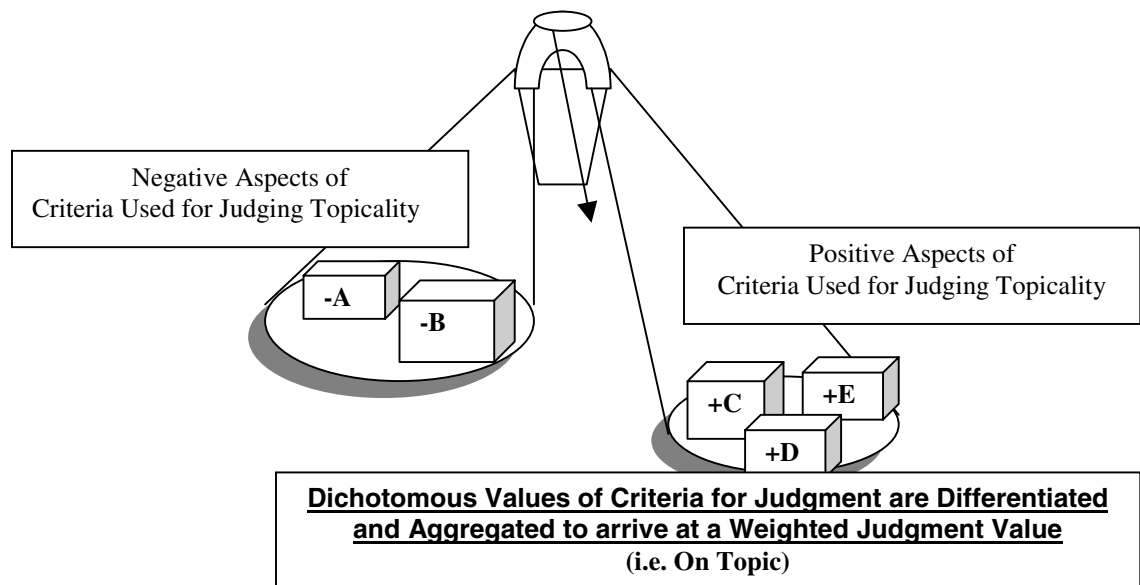 Negative Aspects of
Criteria Used for Judging Topicality
Positive Aspects of
Criteria Used for Judging Topicality
-A
-B
+C
+E
+D
Dichotomous Values of Criteria for Judgment are Differentiated
and Aggregated to arrive at a Weighted Judgment Value
(i.e. On Topic)